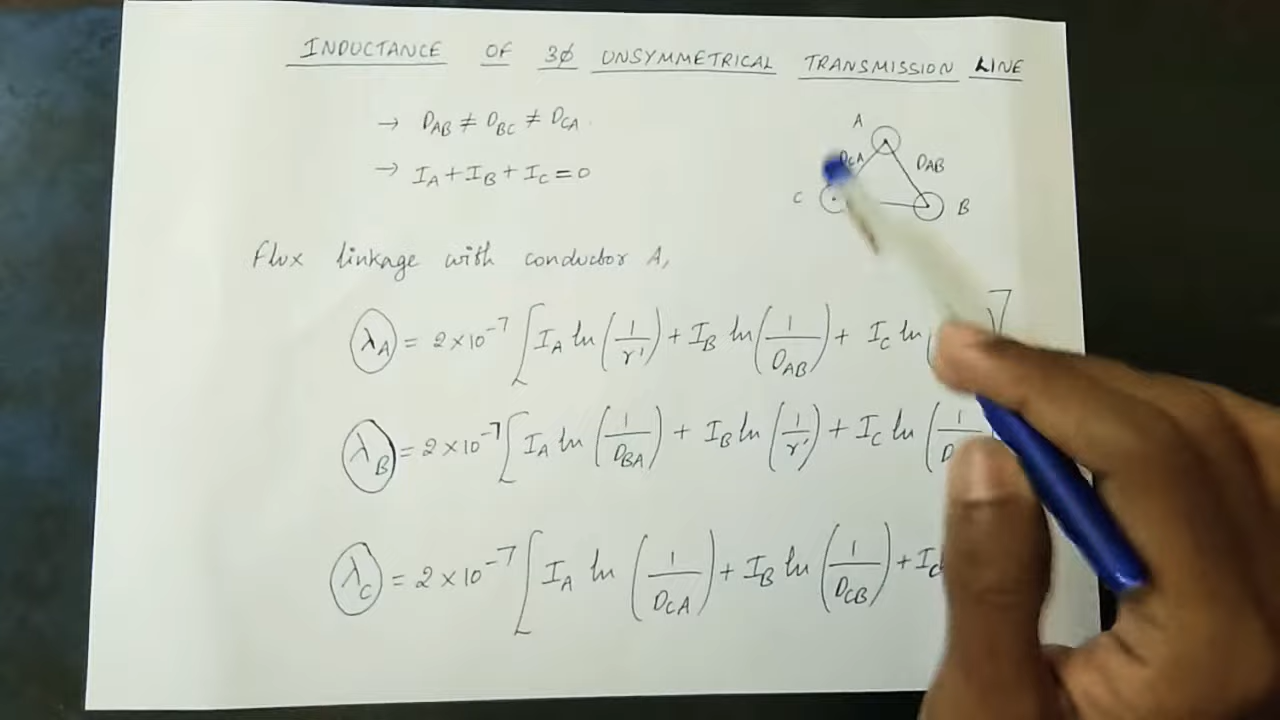 INDUCTANCE OF 3Φ UNSYMMETRICAL TRANSMISSION LINE
→ D_AB ≠ D_BC ≠ D_CA
→ I_A + I_B + I_C = 0
A
D_CA D_AB
C B
Flux linkage with conductor A,
λ_A = 2×10^-7 [ I_A ln (1/r') + I_B ln (1/D_AB) + I_C ln (
λ_B = 2×10^-7 [ I_A ln (1/D_BA) + I_B ln (1/r') + I_C ln (1/D
λ_C = 2×10^-7 [ I_A ln (1/D_CA) + I_B ln (1/D_CB) + I_C